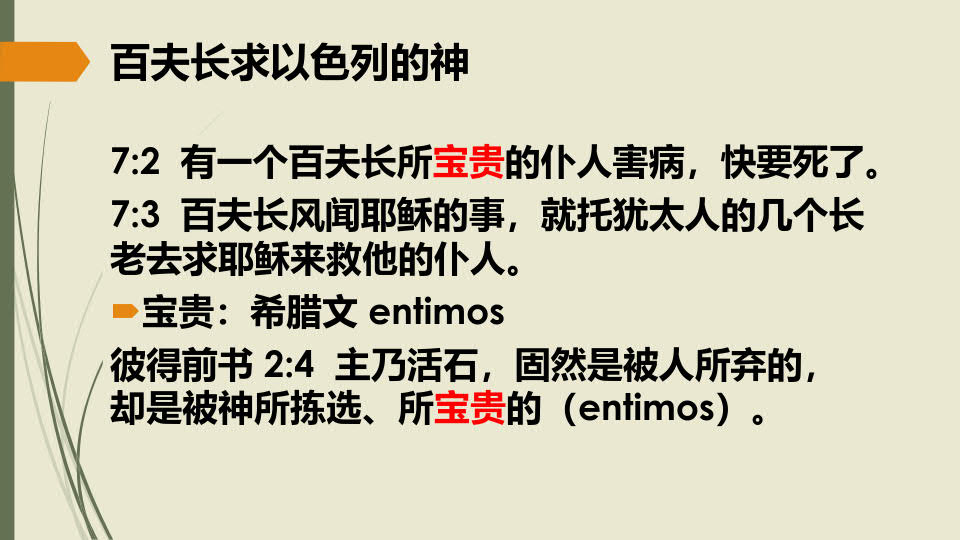 百夫长求以色列的神
7:2 有一个百夫长所宝贵的仆人害病，快要死了。
7:3 百夫长风闻耶稣的事，就托犹太人的几个长
老去求耶稣来救他的仆人。
宝贵：希腊文 entimos
彼得前书 2:4 主乃活石，固然是被人所弃的，
却是被神所拣选、所宝贵的（entimos）。